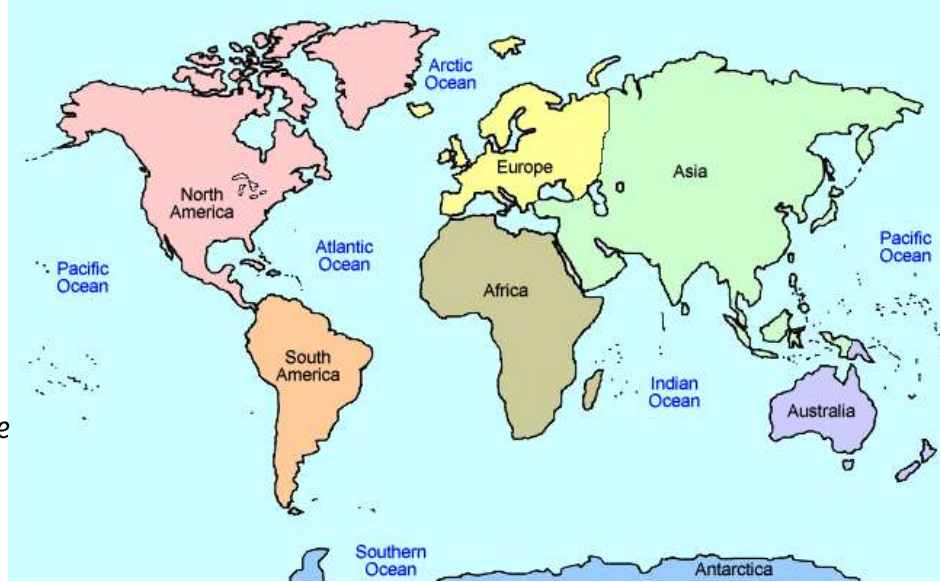 Arctic
Ocean
Europe
Asia
North
America
Atlantic
Ocean
Pacific
Ocean
Pacific
Ocean
Africa
South
America
Indian
Ocean
Australia
e
Southern
Ocean
Antarctica